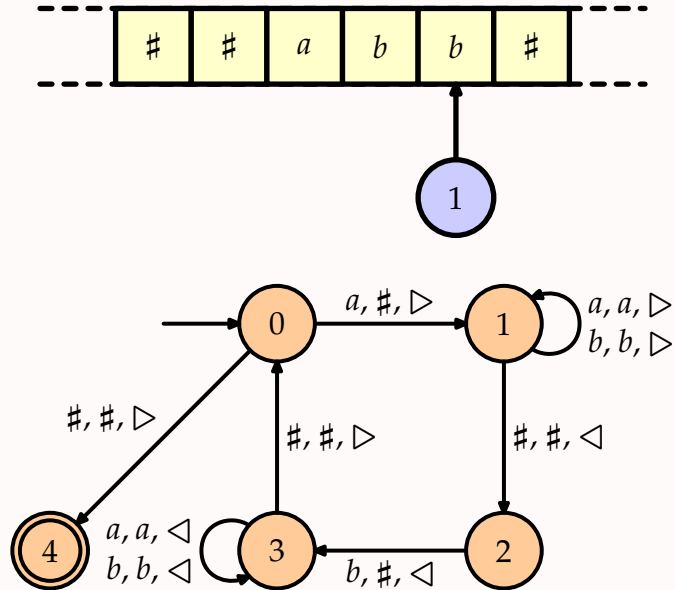 ♯ ♯ a b b ♯
1
0
a, ♯, ▷
1
a, a, ▷
b, b, ▷
♯, ♯, ▷
♯, ♯, ▷
♯, ♯, ◁
4
a, a, ◁
b, b, ◁
3
b, ♯, ◁
2